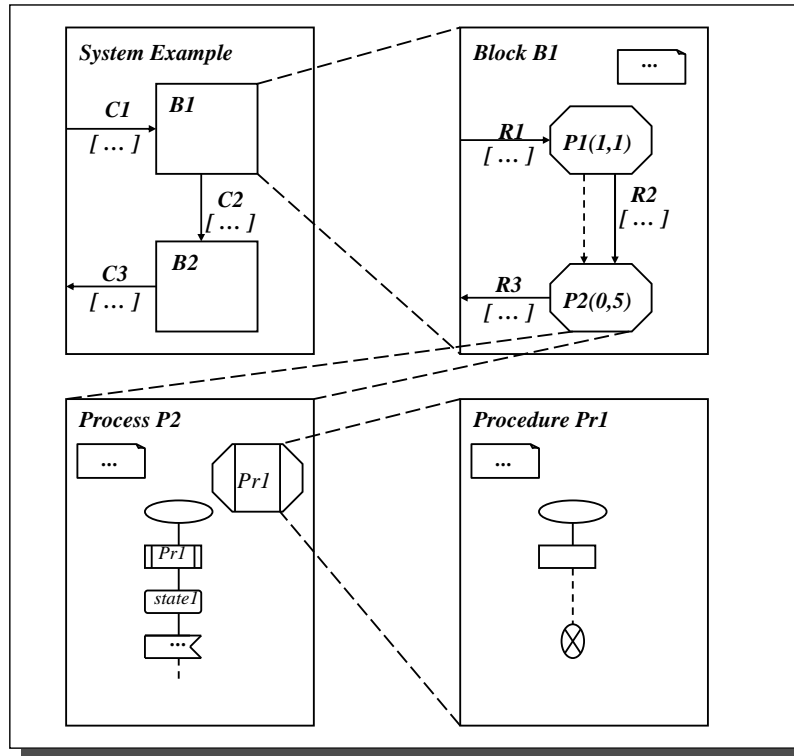 System Example
C1
[ ... ]
B1
C2
[ ... ]
C3
[ ... ]
B2
Block B1
...
R1
[ ... ]
P1(1,1)
R2
[ ... ]
R3
[ ... ]
P2(0,5)
Process P2
...
Pr1
Pr1
state1
...
Procedure Pr1
...